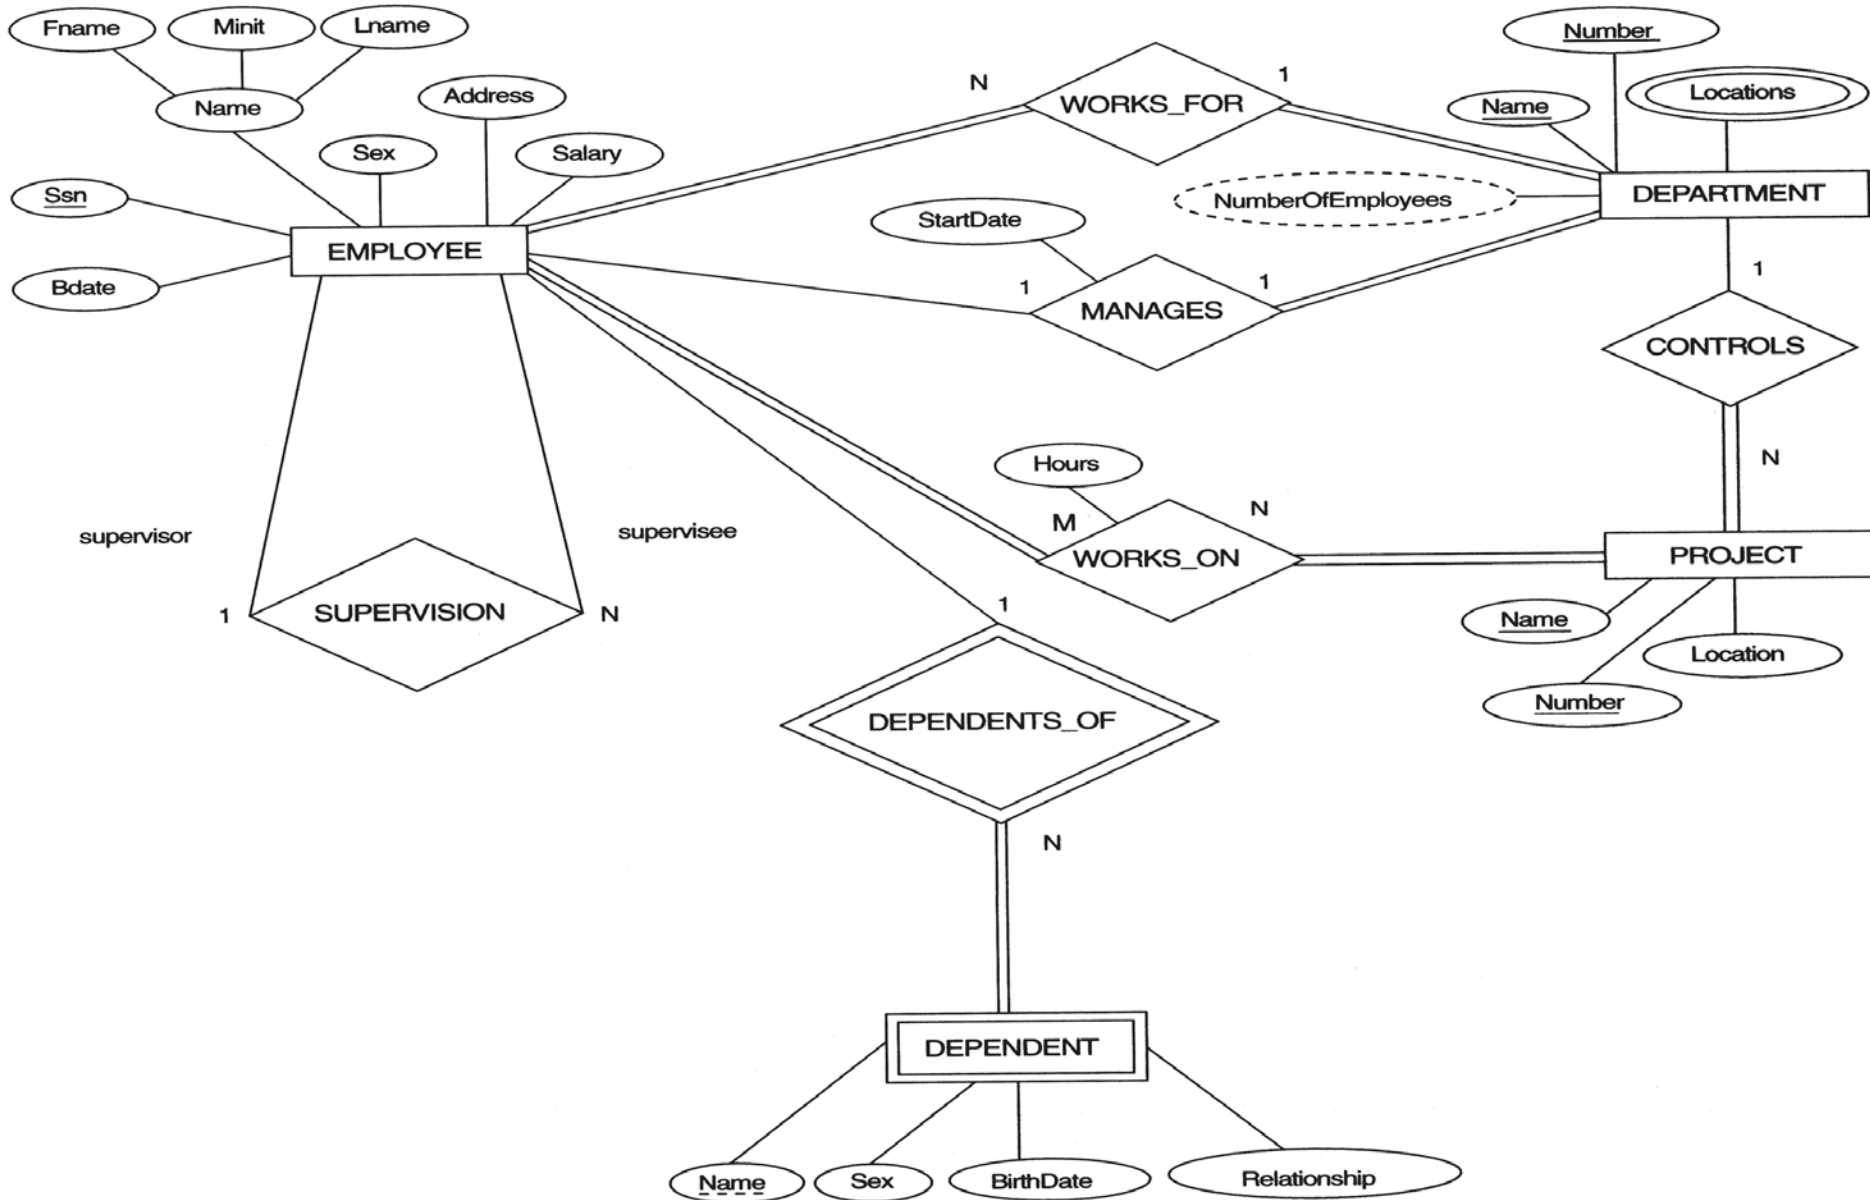 Fname
Minit
Lname
Number
Name
Address
N
1
WORKS_FOR
Name
Locations
Sex
Salary
Ssn
NumberOfEmployees
DEPARTMENT
StartDate
EMPLOYEE
Bdate
1
1
1
MANAGES
CONTROLS
Hours
N
M
N
supervisor
supervisee
WORKS_ON
PROJECT
1
SUPERVISION
N
1
Name
Location
Number
DEPENDENTS_OF
N
DEPENDENT
Name
Sex
BirthDate
Relationship